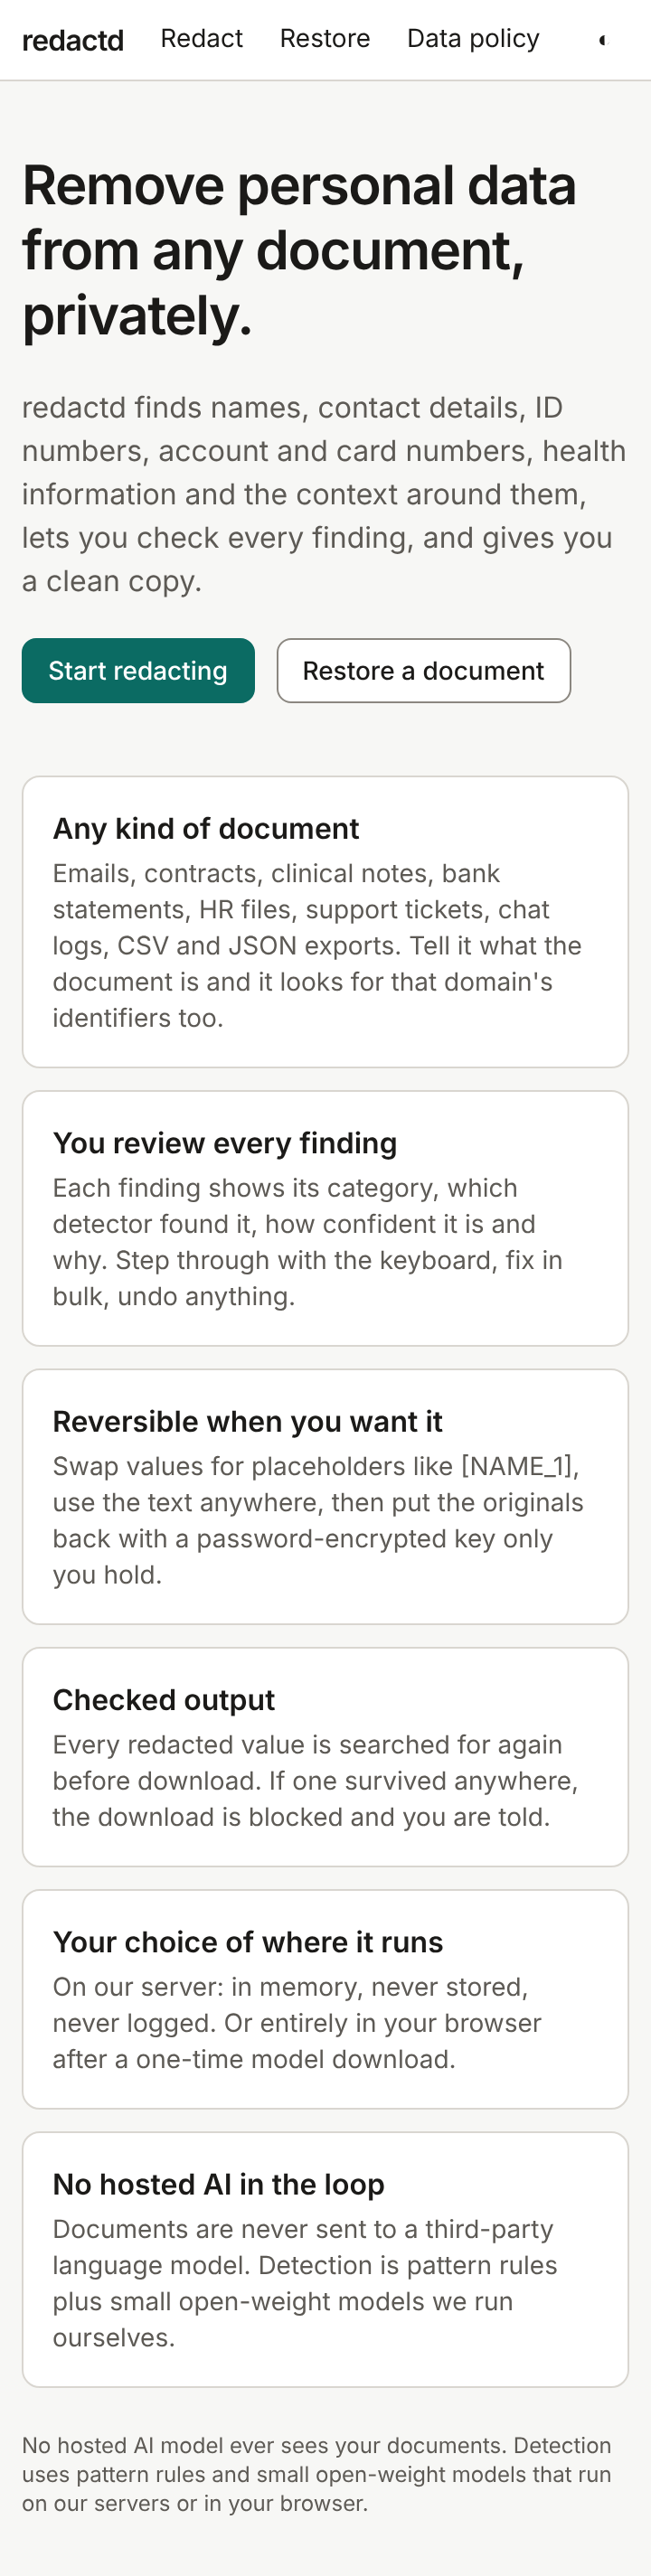 redactd Redact Restore Data policy
Remove personal data
from any document,
privately.
redactd finds names, contact details, ID
numbers, account and card numbers, health
information and the context around them,
lets you check every finding, and gives you
a clean copy.
Start redacting Restore a document
Any kind of document
Emails, contracts, clinical notes, bank
statements, HR files, support tickets, chat
logs, CSV and JSON exports. Tell it what the
document is and it looks for that domain's
identifiers too.
You review every finding
Each finding shows its category, which
detector found it, how confident it is and
why. Step through with the keyboard, fix in
bulk, undo anything.
Reversible when you want it
Swap values for placeholders like [NAME_1],
use the text anywhere, then put the originals
back with a password-encrypted key only
you hold.
Checked output
Every redacted value is searched for again
before download. If one survived anywhere,
the download is blocked and you are told.
Your choice of where it runs
On our server: in memory, never stored,
never logged. Or entirely in your browser
after a one-time model download.
No hosted AI in the loop
Documents are never sent to a third-party
language model. Detection is pattern rules
plus small open-weight models we run
ourselves.
No hosted AI model ever sees your documents. Detection
uses pattern rules and small open-weight models that run
on our servers or in your browser.